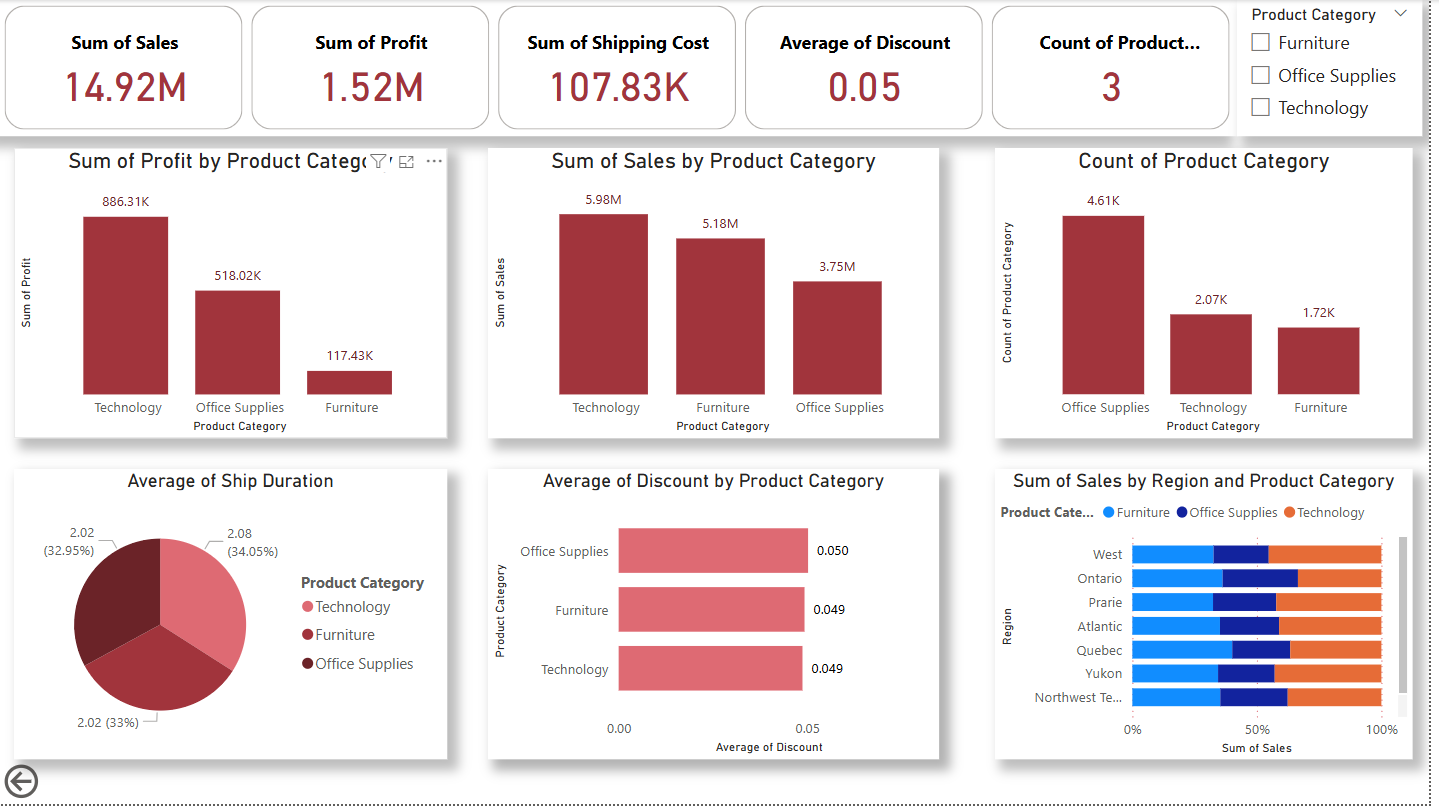 Sum of Sales
14.92M
Sum of Profit
1.52M
Sum of Shipping Cost
107.83K
Average of Discount
0.05
Count of Product...
3
Product Category
Furniture
Office Supplies
Technology
Sum of Profit by Product Catego
Sum of Profit
886.31K
518.02K
117.43K
Technology Office Supplies Furniture
Product Category
Sum of Sales by Product Category
Sum of Sales
5.98M
5.18M
3.75M
Technology Furniture Office Supplies
Product Category
Count of Product Category
Count of Product Category
4.61K
2.07K
1.72K
Office Supplies Technology Furniture
Product Category
Average of Ship Duration
2.02
(32.95%)
2.08
(34.05%)
2.02 (33%)
Product Category
Technology
Furniture
Office Supplies
Average of Discount by Product Category
Product Category
Office Supplies 0.050
Furniture 0.049
Technology 0.049
0.00 0.05
Average of Discount
Sum of Sales by Region and Product Category
Product Cate... Furniture Office Supplies Technology
Region
West
Ontario
Prarie
Atlantic
Quebec
Yukon
Northwest Te...
0% 50% 100%
Sum of Sales